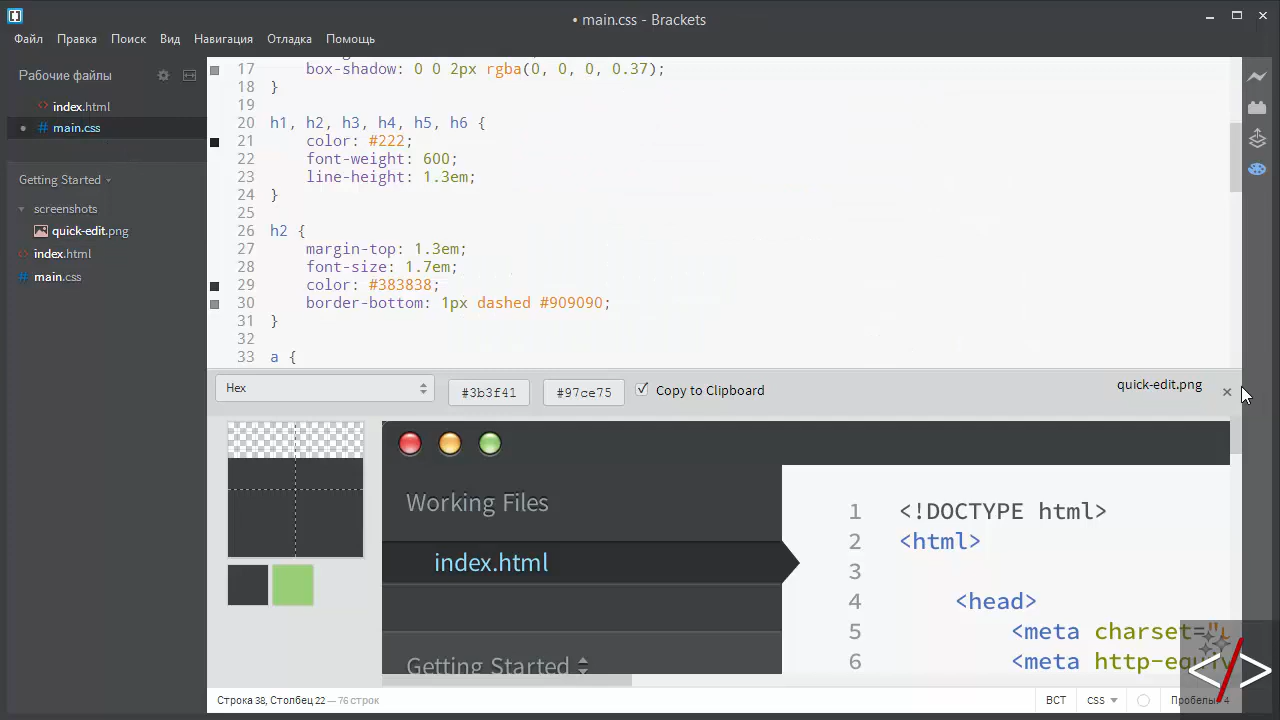 • main.css - Brackets
Файл Правка Поиск Вид Навигация Отладка Помощь
Рабочие файлы
index.html
main.css
Getting Started
screenshots
quick-edit.png
index.html
main.css
17 box-shadow: 0 0 2px rgba(0, 0, 0, 0.37);
18 }
19
20 h1, h2, h3, h4, h5, h6 {
21 color: #222;
22 font-weight: 600;
23 line-height: 1.3em;
24 }
25
26 h2 {
27 margin-top: 1.3em;
28 font-size: 1.7em;
29 color: #383838;
30 border-bottom: 1px dashed #909090;
31 }
32
33 a {
Hex #3b3f41 #97ce75 Copy to Clipboard quick-edit.png ×
Working Files
index.html
Getting Started
1 <!DOCTYPE html>
2 <html>
3
4 <head>
5 <meta charset="
6 <meta http-equiv
Строка 38, Столбец 22 — 76 строк
ВСТ CSS Пробелы: 4
</>